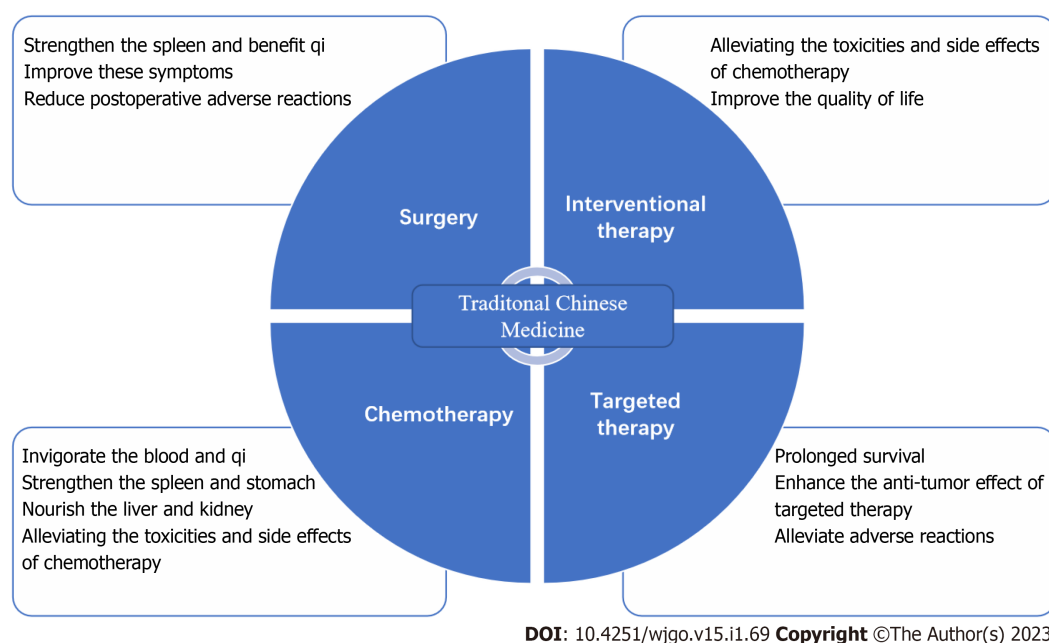 Strengthen the spleen and benefit qi
Improve these symptoms
Reduce postoperative adverse reactions
Alleviating the toxicities and side effects
of chemotherapy
Improve the quality of life
Surgery
Interventional
therapy
Traditonal Chinese
Medicine
Chemotherapy
Targeted
therapy
Invigorate the blood and qi
Strengthen the spleen and stomach
Nourish the liver and kidney
Alleviating the toxicities and side effects
of chemotherapy
Prolonged survival
Enhance the anti-tumor effect of
targeted therapy
Alleviate adverse reactions
DOI: 10.4251/wjgo.v15.i1.69 Copyright ©The Author(s) 2023